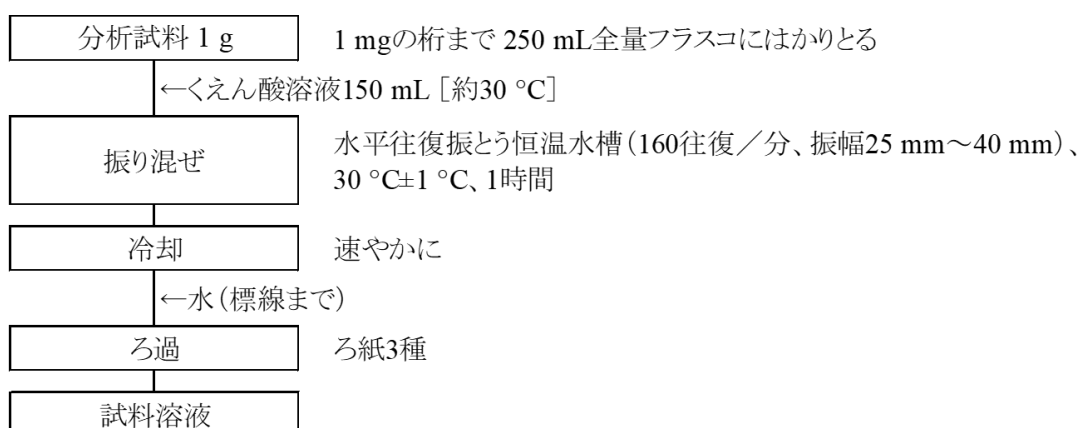 分析試料 1 g
1 mgの桁まで 250 mL全量フラスコにはかりとる
←くえん酸溶液150 mL [約30 °C]
振り混ぜ
水平往復振とう恒温水槽(160往復/分、振幅25 mm~40 mm)、
30 °C±1 °C、1時間
冷却
速やかに
←水(標線まで)
ろ過
ろ紙3種
試料溶液